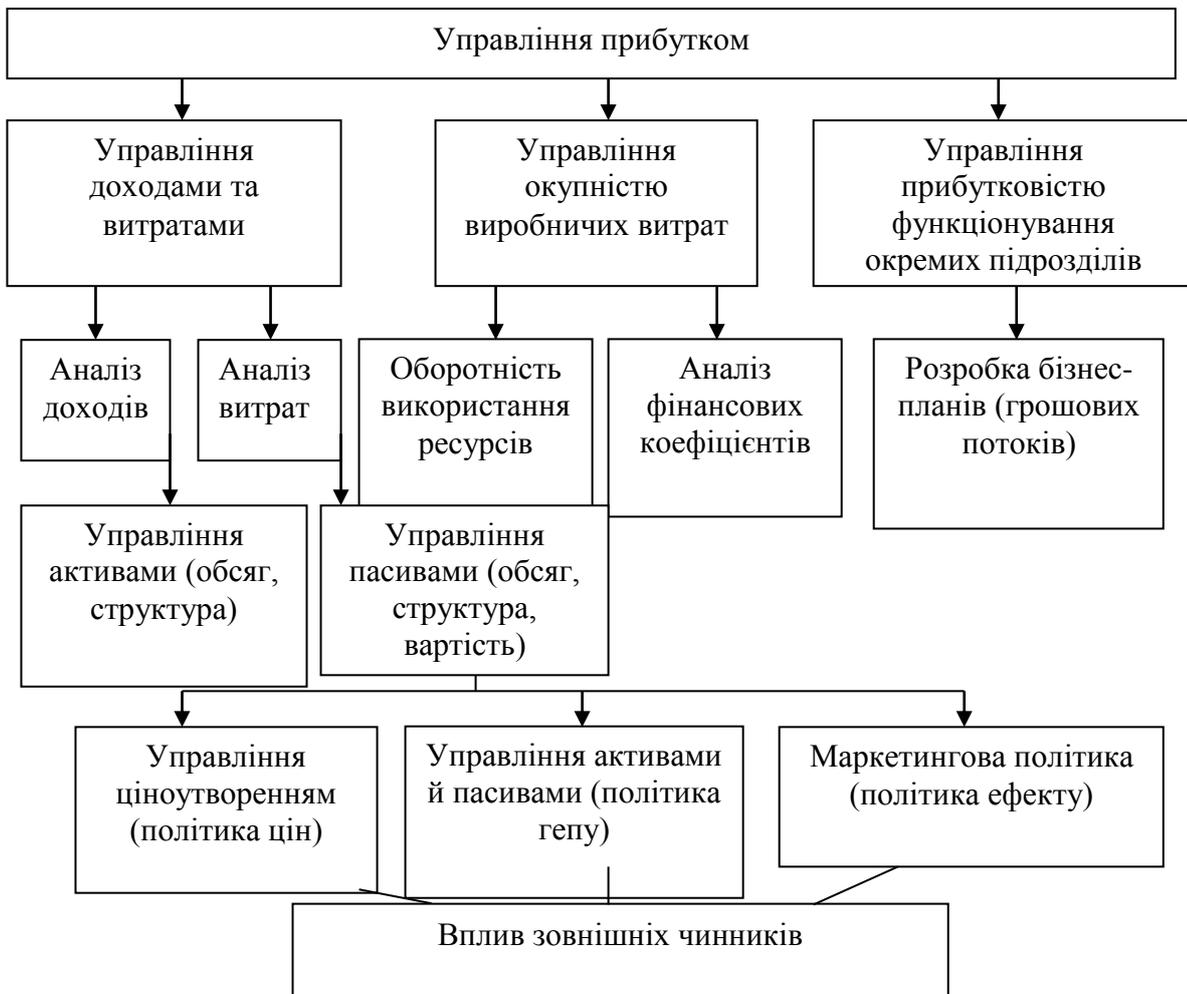 Управління прибутком
Управління
доходами та
витратами
Управління
окупністю
виробничих витрат
Управління
прибутковістю
функціонування
окремих підрозділів
Аналіз
доходів
Аналіз
витрат
Оборотність
використання
ресурсів
Аналіз
фінансових
коефіцієнтів
Розробка бізнес-
планів (грошових
потоків)
Управління
активами (обсяг,
структура)
Управління
пасивами (обсяг,
структура,
вартість)
Управління
ціноутворенням
(політика цін)
Управління активами
й пасивами (політика
гепу)
Маркетингова політика
(політика ефекту)
Вплив зовнішніх чинників